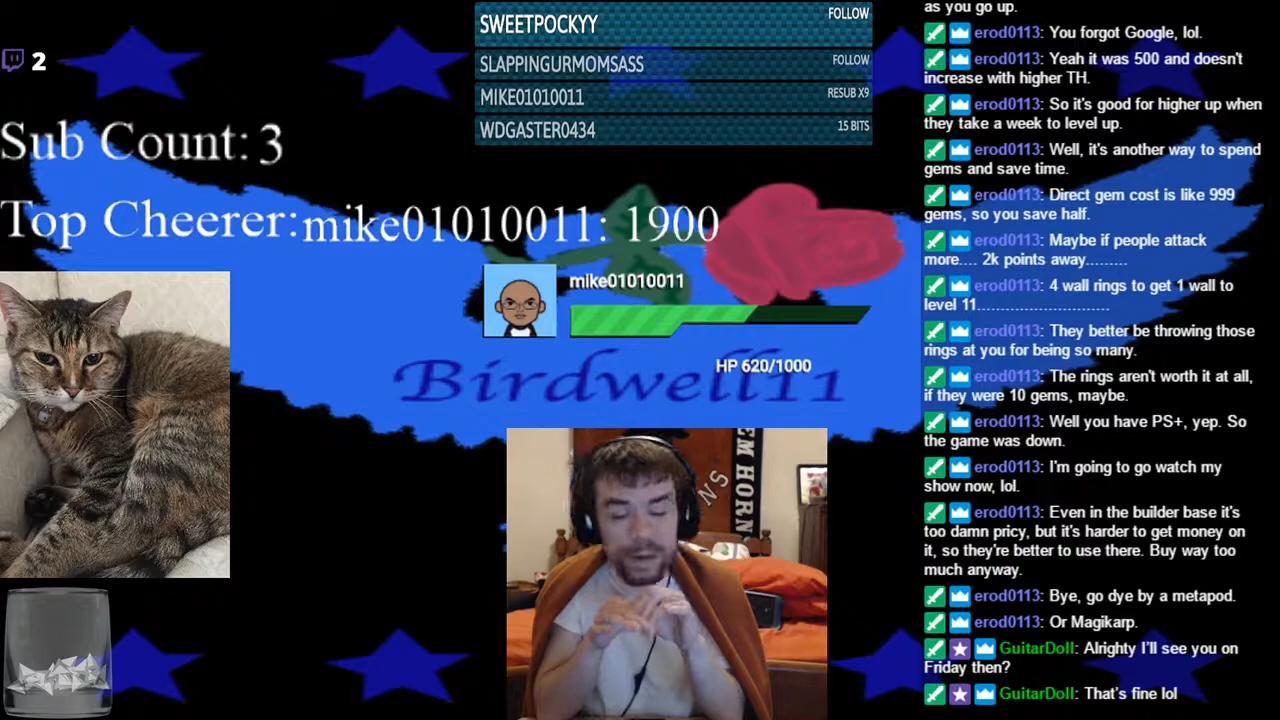 2
SWEETPOCKYY FOLLOW
SLAPPINGURMOMSASS FOLLOW
MIKE01010011 RESUB X9
WDGASTER0434 15 BITS
Sub Count: 3
Top Cheerer: mike01010011: 1900
mike01010011
HP 620/1000
Birdwell11
EM HORN
NS
as you go up.
erod0113: You forgot Google, lol.
erod0113: Yeah it was 500 and doesn't
increase with higher TH.
erod0113: So it's good for higher up when
they take a week to level up.
erod0113: Well, it's another way to spend
gems and save time.
erod0113: Direct gem cost is like 999
gems, so you save half.
erod0113: Maybe if people attack
more.... 2k points away.........
erod0113: 4 wall rings to get 1 wall to
level 11.............................
erod0113: They better be throwing those
rings at you for being so many.
erod0113: The rings aren't worth it at all,
if they were 10 gems, maybe.
erod0113: Well you have PS+, yep. So
the game was down.
erod0113: I'm going to go watch my
show now, lol.
erod0113: Even in the builder base it's
too damn pricy, but it's harder to get money on
it, so they're better to use there. Buy way too
much anyway.
erod0113: Bye, go dye by a metapod.
erod0113: Or Magikarp.
GuitarDoll: Alrighty I'll see you on
Friday then?
GuitarDoll: That's fine lol